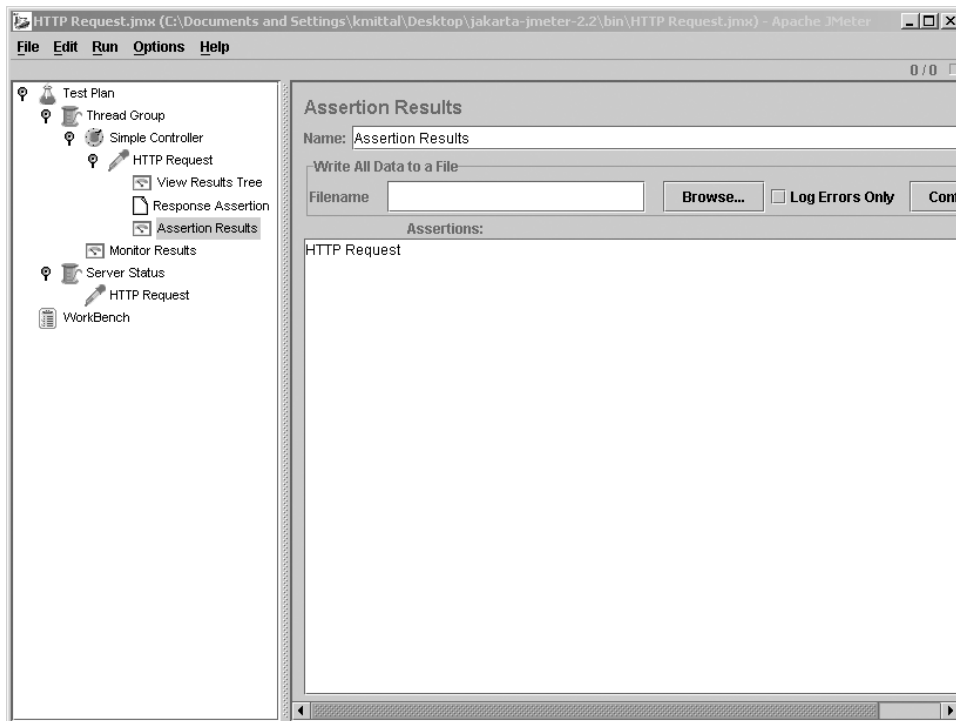 HTTP Request.jmx (C:\Documents and Settings\kmittal\Desktop\jakarta-jmeter-2.2\bin\HTTP Request.jmx) - Apache JMeter
File Edit Run Options Help
0 / 0
Test Plan
Thread Group
Simple Controller
HTTP Request
View Results Tree
Response Assertion
Assertion Results
Monitor Results
Server Status
HTTP Request
WorkBench
Assertion Results
Name: Assertion Results
Write All Data to a File
Filename Browse... Log Errors Only Conf
Assertions:
HTTP Request